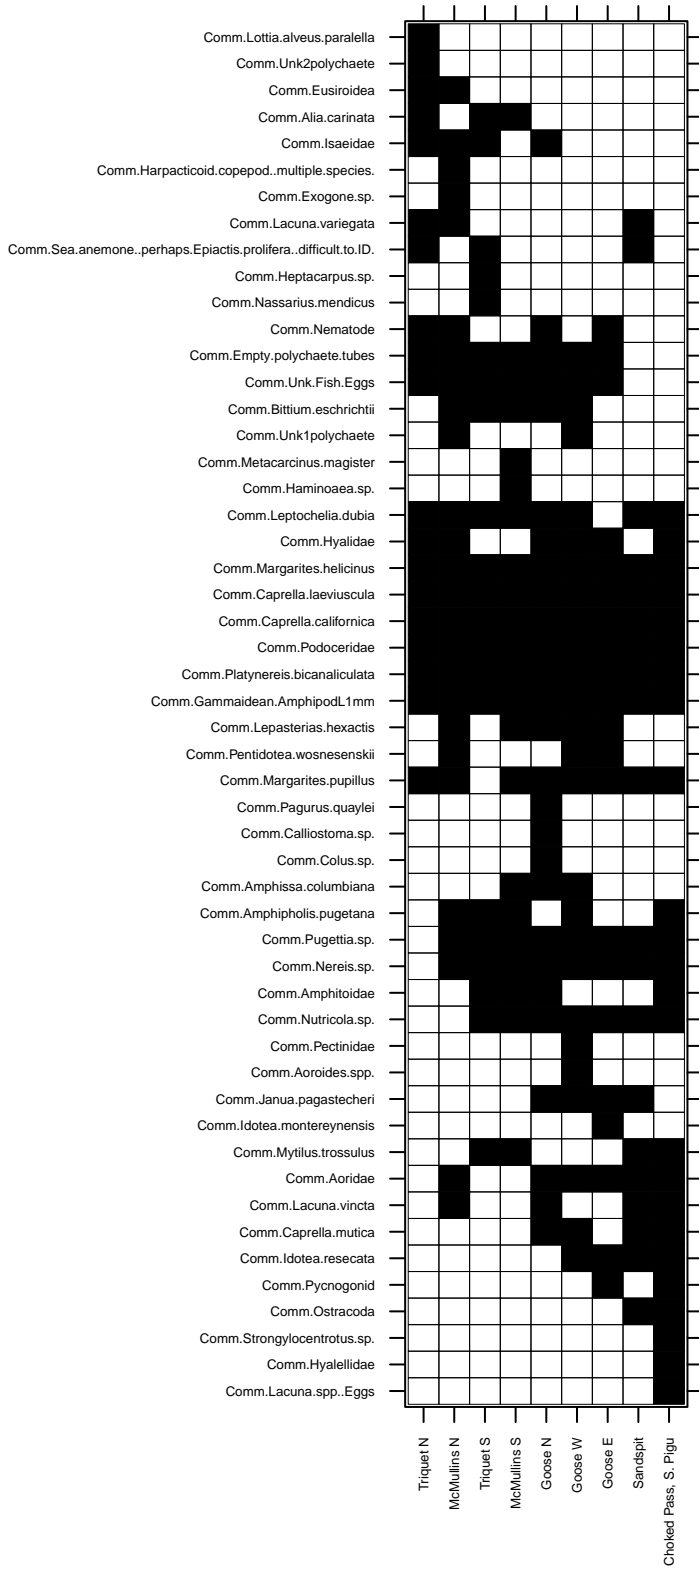 Comm.Lottia.alveus.paralella
Comm.Unk2polychaete
Comm.Eusiroidea
Comm.Alia.carinata
Comm.Isaeidae
Comm.Harpacticoid.copepod..multiple.species.
Comm.Exogone.sp.
Comm.Lacuna.variegata
Comm.Sea.anemone..perhaps.Epiactis.prolifera..difficult.to.ID.
Comm.Heptacarpus.sp.
Comm.Nassarius.mendicus
Comm.Nematode
Comm.Empty.polychaete.tubes
Comm.Unk.Fish.Eggs
Comm.Bittium.eschrichtii
Comm.Unk1polychaete
Comm.Metacarcinus.magister
Comm.Haminoaea.sp.
Comm.Leptochelia.dubia
Comm.Hyalidae
Comm.Margarites.helicinus
Comm.Caprella.laeviuscula
Comm.Caprella.californica
Comm.Podoceridae
Comm.Platynereis.bicanaliculata
Comm.Gammaidean.AmphipodL1mm
Comm.Lepasterias.hexactis
Comm.Pentidotea.wosnesenskii
Comm.Margarites.pupillus
Comm.Pagurus.quaylei
Comm.Calliostoma.sp.
Comm.Colus.sp.
Comm.Amphissa.columbiana
Comm.Amphipholis.pugetana
Comm.Pugettia.sp.
Comm.Nereis.sp.
Comm.Amphitoidae
Comm.Nutricola.sp.
Comm.Pectinidae
Comm.Aoroides.spp.
Comm.Janua.pagastecheri
Comm.Idotea.montereynensis
Comm.Mytilus.trossulus
Comm.Aoridae
Comm.Lacuna.vincta
Comm.Caprella.mutica
Comm.Idotea.resecata
Comm.Pycnogonid
Comm.Ostracoda
Comm.Strongylocentrotus.sp.
Comm.Hyalellidae
Comm.Lacuna.spp..Eggs
Triquet N
McMullins N
Triquet S
McMullins S
Goose N
Goose W
Goose E
Sandspit
Choked Pass, S. Pigu